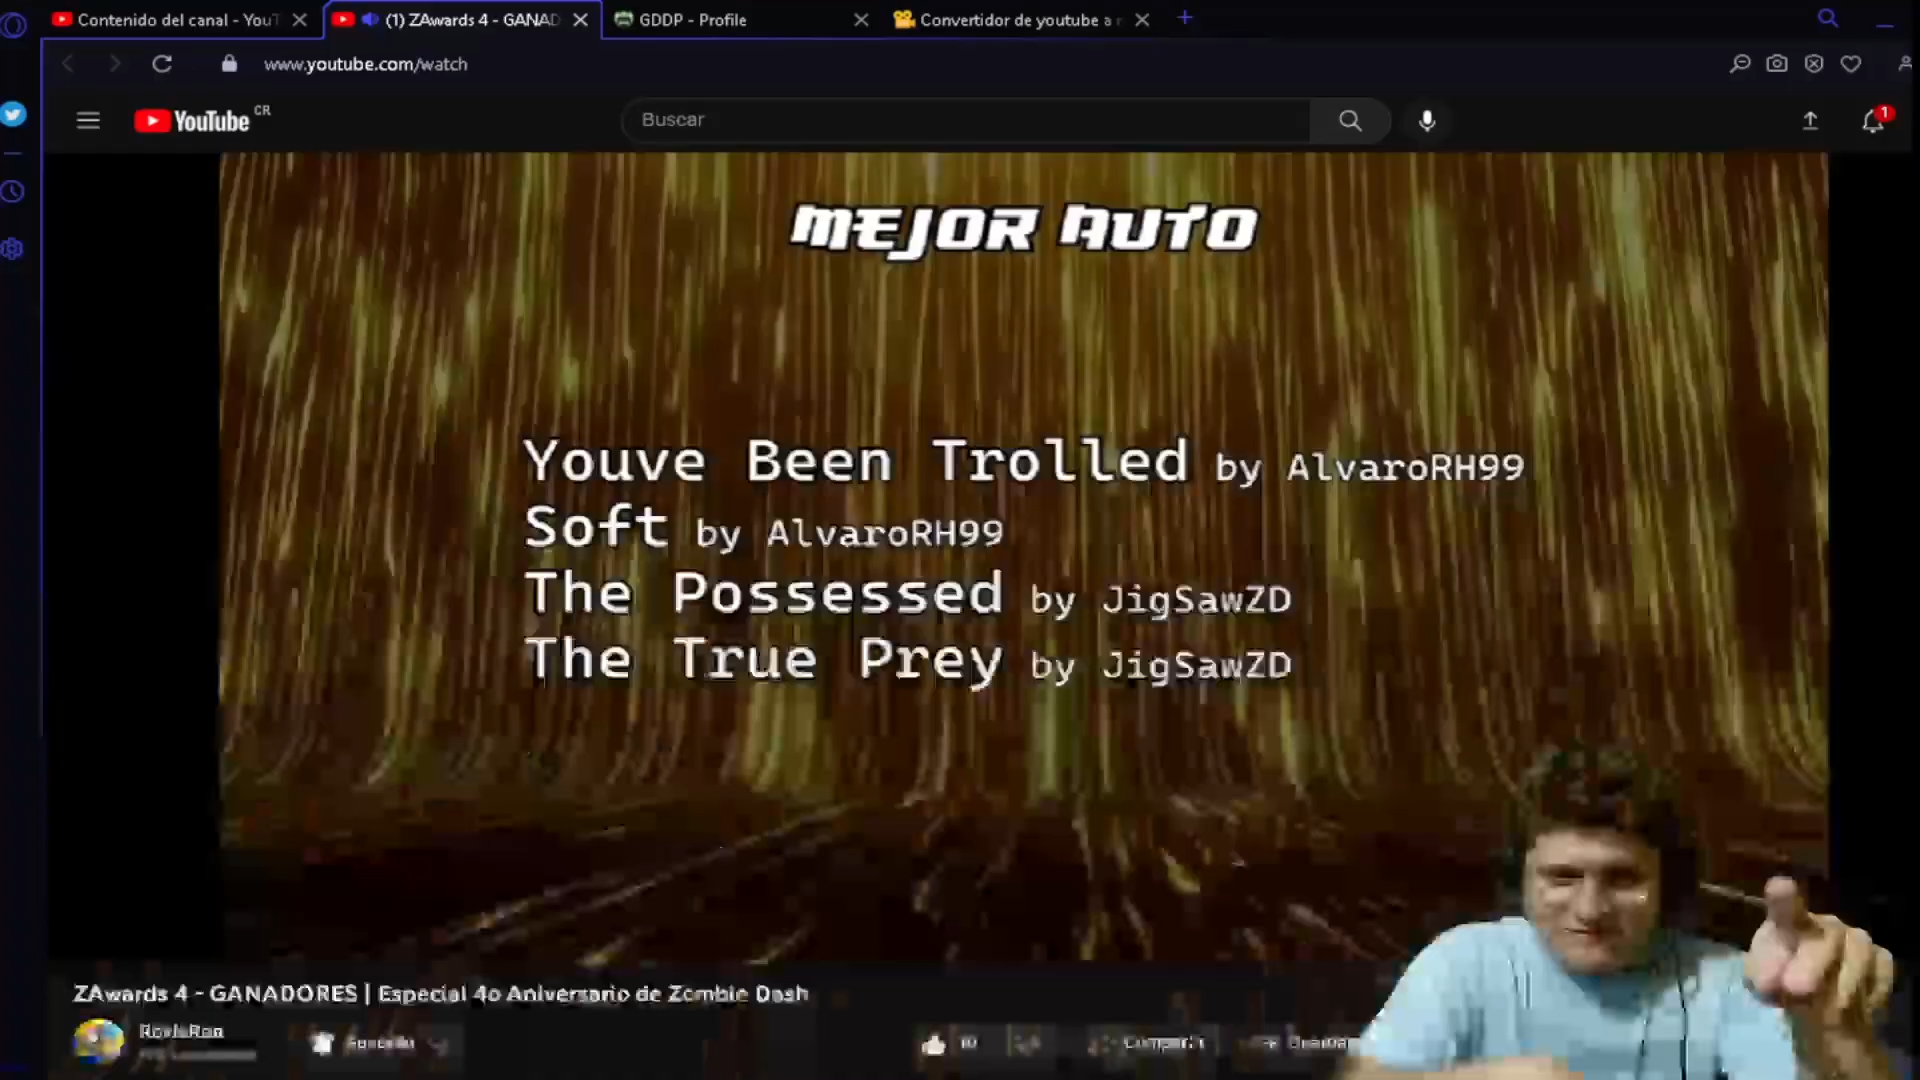 Contenido del canal - YouT
(1) ZAwards 4 - GANAD
GDDP - Profile
Convertidor de youtube a
www.youtube.com/watch
YouTube CR
Buscar
1
MEJOR AUTO
Youve Been Trolled by AlvaroRH99
Soft by AlvaroRH99
The Possessed by JigSawZD
The True Prey by JigSawZD
ZAwards 4 - GANADORES | Especial 4o Aniversario de Zombie Dash